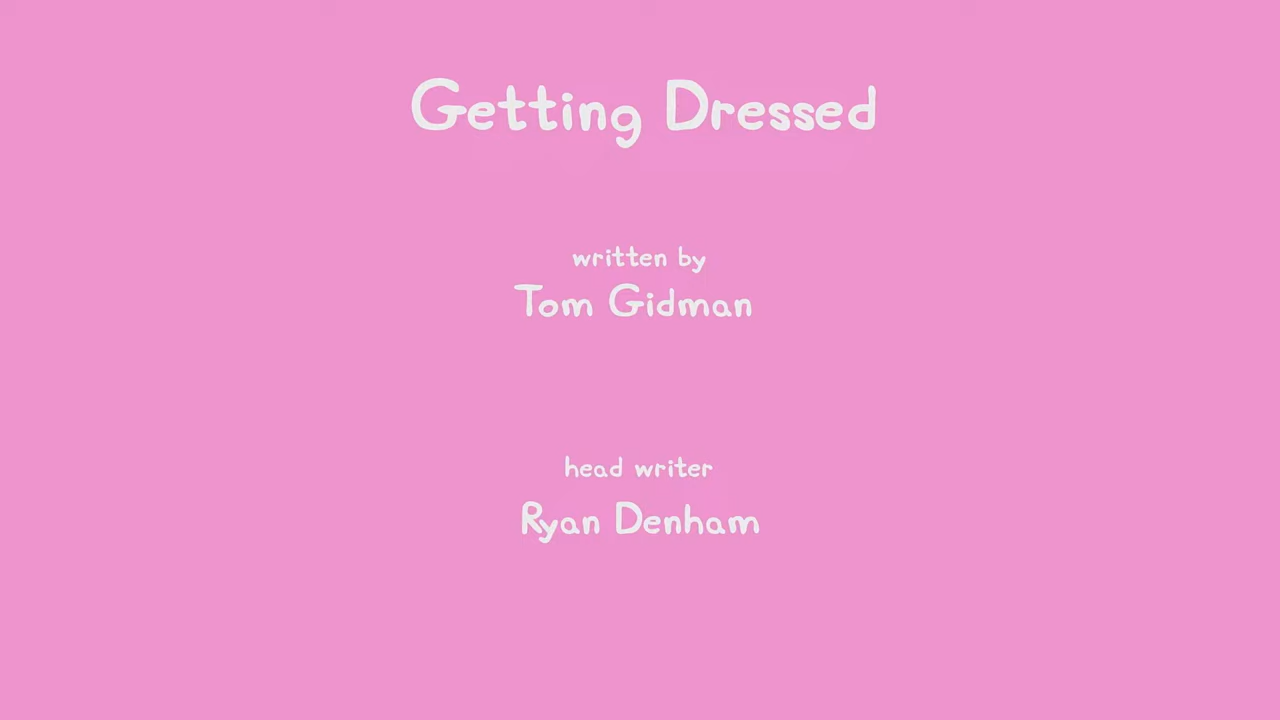 Getting Dressed
written by
Tom Gidman
head writer
Ryan Denham